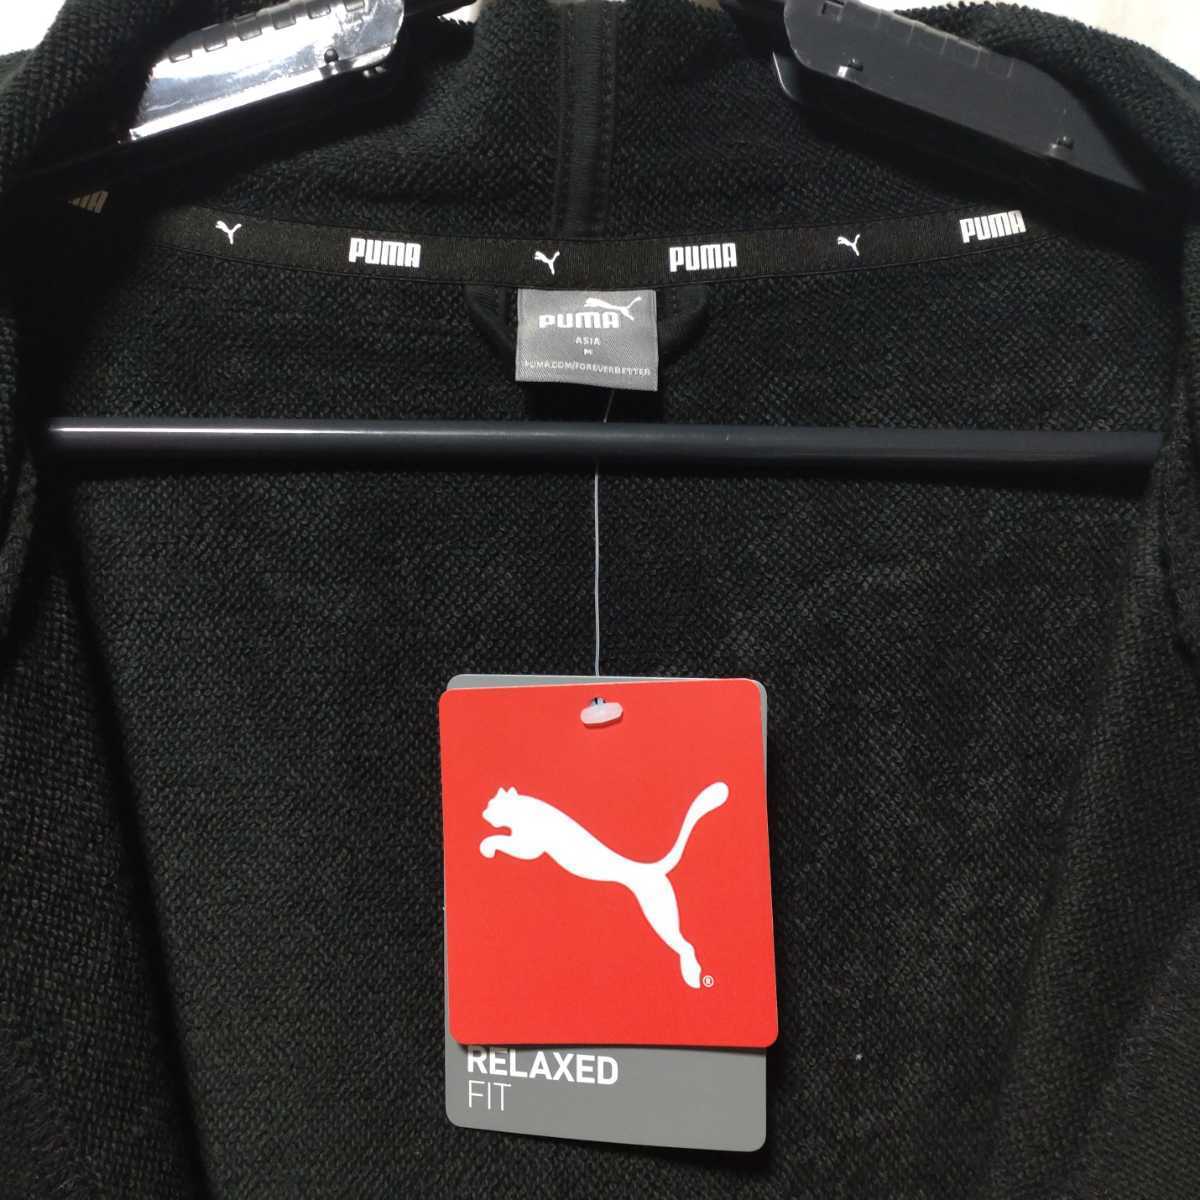 PUMA
PUMA
PUMA
PUMA
ASIA
M
PUMA.COM/FOREVERBETTER
®
RELAXED
FIT